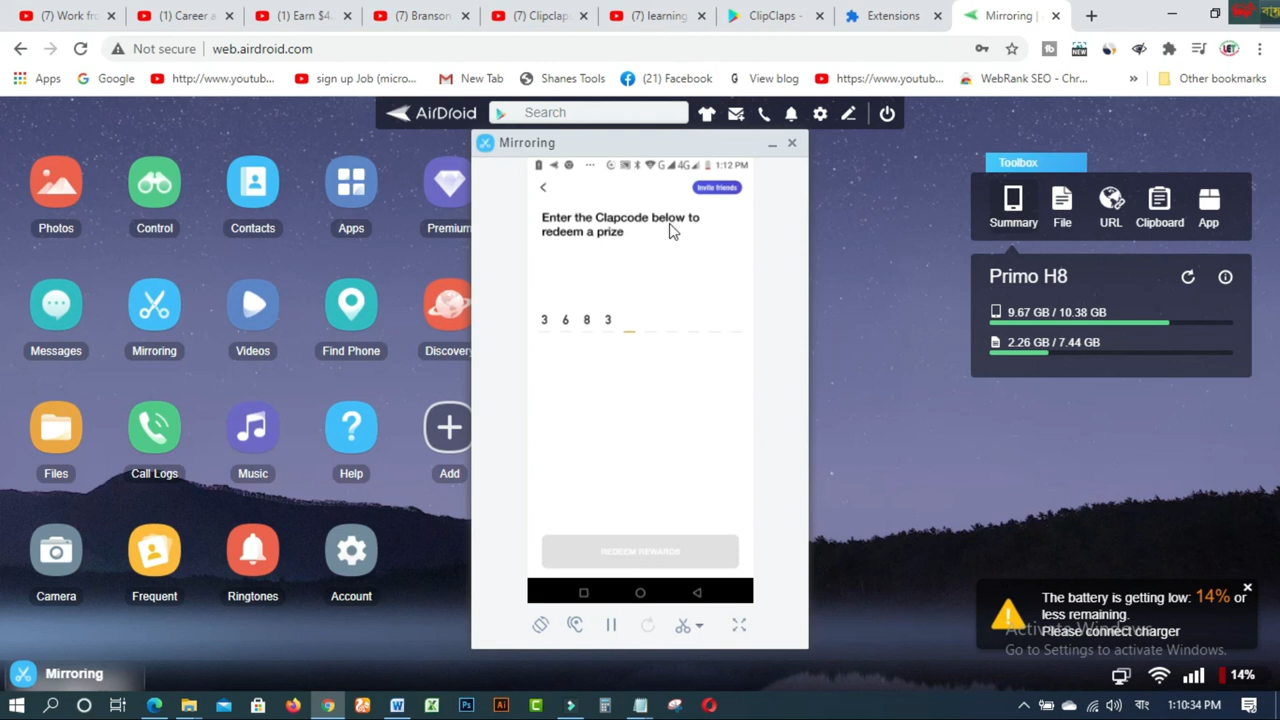 (7) Work fr
(1) Career a
(1) Earn $4.
(7) Branson
(7) Clipclap
(7) learning
ClipClaps -
Extensions
Mirroring |
Not secure
web.airdroid.com
Apps
Google
http://www.youtub...
sign up Job (micro...
New Tab
Shanes Tools
(21) Facebook
View blog
https://www.youtub...
WebRank SEO - Chr...
Other bookmarks
AirDroid
Search
Mirroring
4G
1:12 PM
Invite friends
Enter the Clapcode below to
redeem a prize
3 6 8 3
REDEEM REWARDS
Photos
Control
Contacts
Apps
Premium
Messages
Mirroring
Videos
Find Phone
Discovery
Files
Call Logs
Music
Help
Add
Camera
Frequent
Ringtones
Account
Toolbox
Summary
File
URL
Clipboard
App
Primo H8
9.67 GB / 10.38 GB
2.26 GB / 7.44 GB
The battery is getting low: 14% or
less remaining.
Please connect charger
Activate Windows
Go to Settings to activate Windows.
Mirroring
14%
বাং
1:10:34 PM